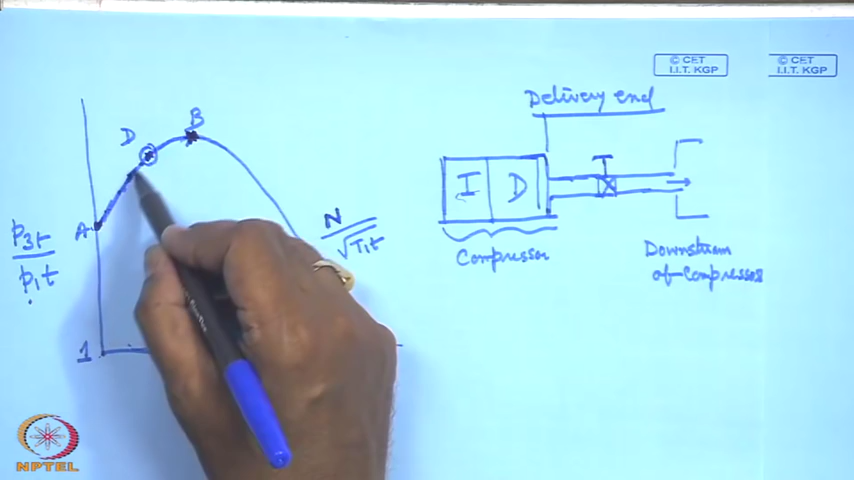 © CET
I.I.T. KGP
© CET
I.I.T. KGP
Delivery end
B
D
A
p3t
p1t
1
N
√T1t
I D
Compressor
Downstream
of Compressor
NPTEL